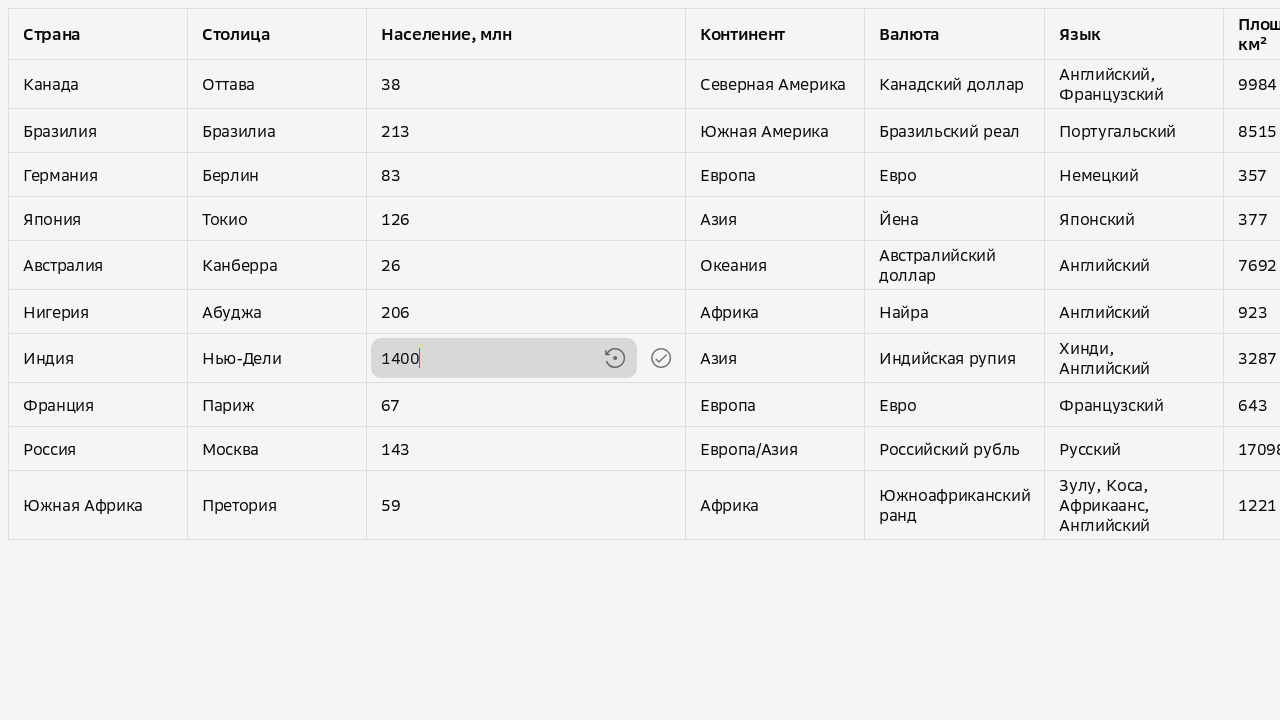 Страна Столица Население, млн Континент Валюта Язык Площ
км²
Канада Оттава 38 Северная Америка Канадский доллар Английский, Французский 9984
Бразилия Бразилиа 213 Южная Америка Бразильский реал Португальский 8515
Германия Берлин 83 Европа Евро Немецкий 357
Япония Токио 126 Азия Йена Японский 377
Австралия Канберра 26 Океания Австралийский доллар Английский 7692
Нигерия Абуджа 206 Африка Найра Английский 923
Индия Нью-Дели 1400 Азия Индийская рупия Хинди, Английский 3287
Франция Париж 67 Европа Евро Французский 643
Россия Москва 143 Европа/Азия Российский рубль Русский 17098
Южная Африка Претория 59 Африка Южноафриканский ранд Зулу, Коса, Африкаанс, Английский 1221